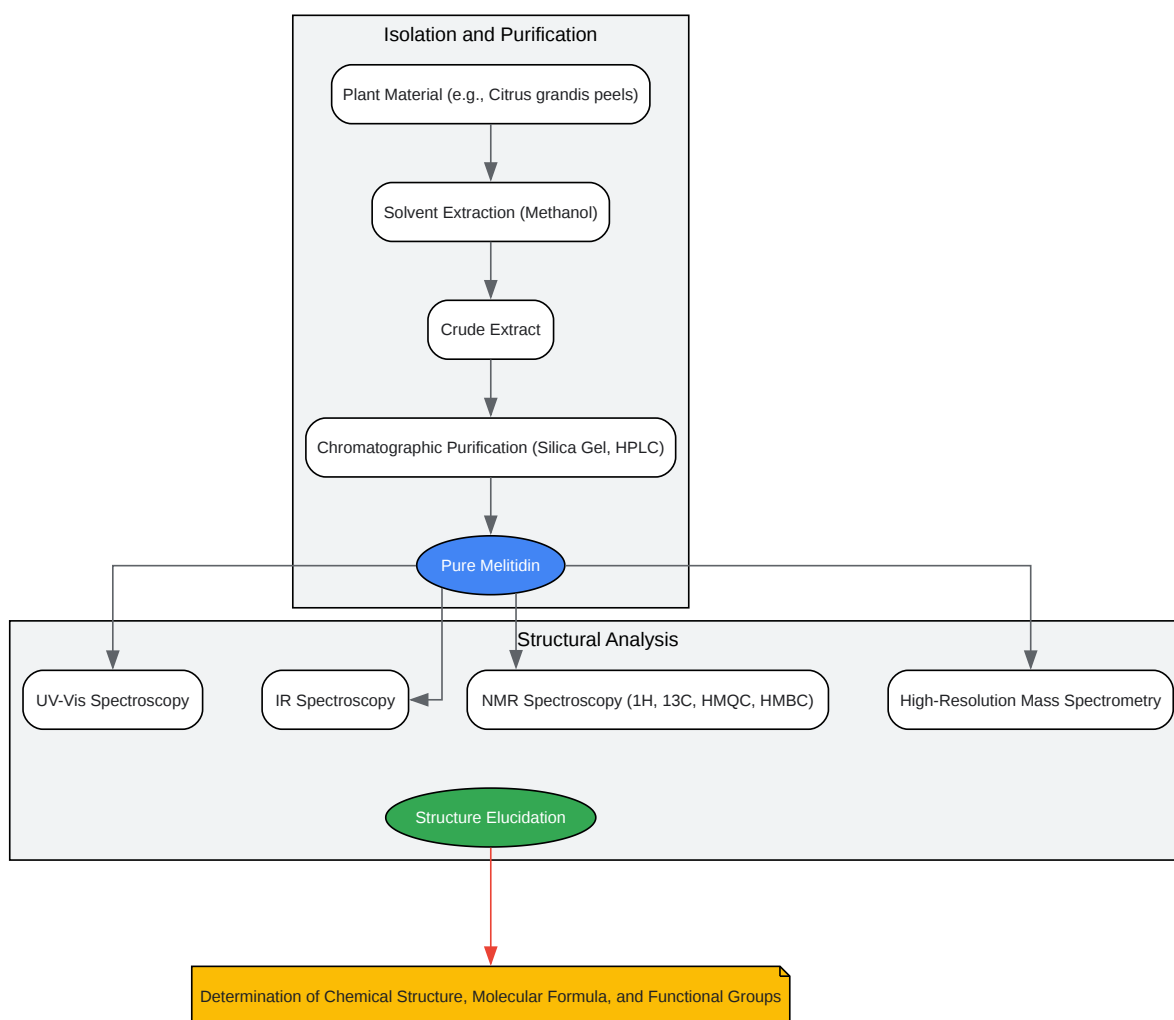 Isolation and Purification
Plant Material (e.g., Citrus grandis peels)
Solvent Extraction (Methanol)
Crude Extract
Chromatographic Purification (Silica Gel, HPLC)
Pure Melitidin
Structural Analysis
UV-Vis Spectroscopy
IR Spectroscopy
NMR Spectroscopy (1H, 13C, HMQC, HMBC)
High-Resolution Mass Spectrometry
Structure Elucidation
Determination of Chemical Structure, Molecular Formula, and Functional Groups